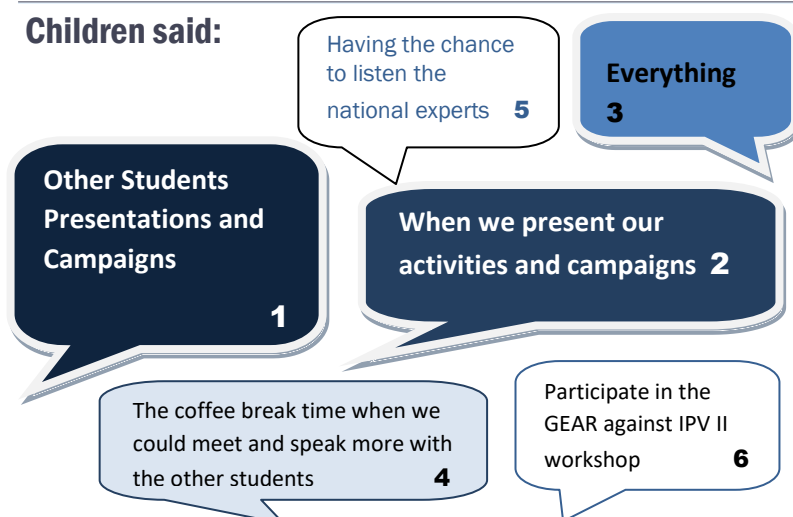 Children said:
Having the chance
to listen the
national experts 5
Everything
3
Other Students
Presentations and
Campaigns
1
When we present our
activities and campaigns 2
The coffee break time when we
could meet and speak more with
the other students 4
Participate in the
GEAR against IPV II
workshop 6